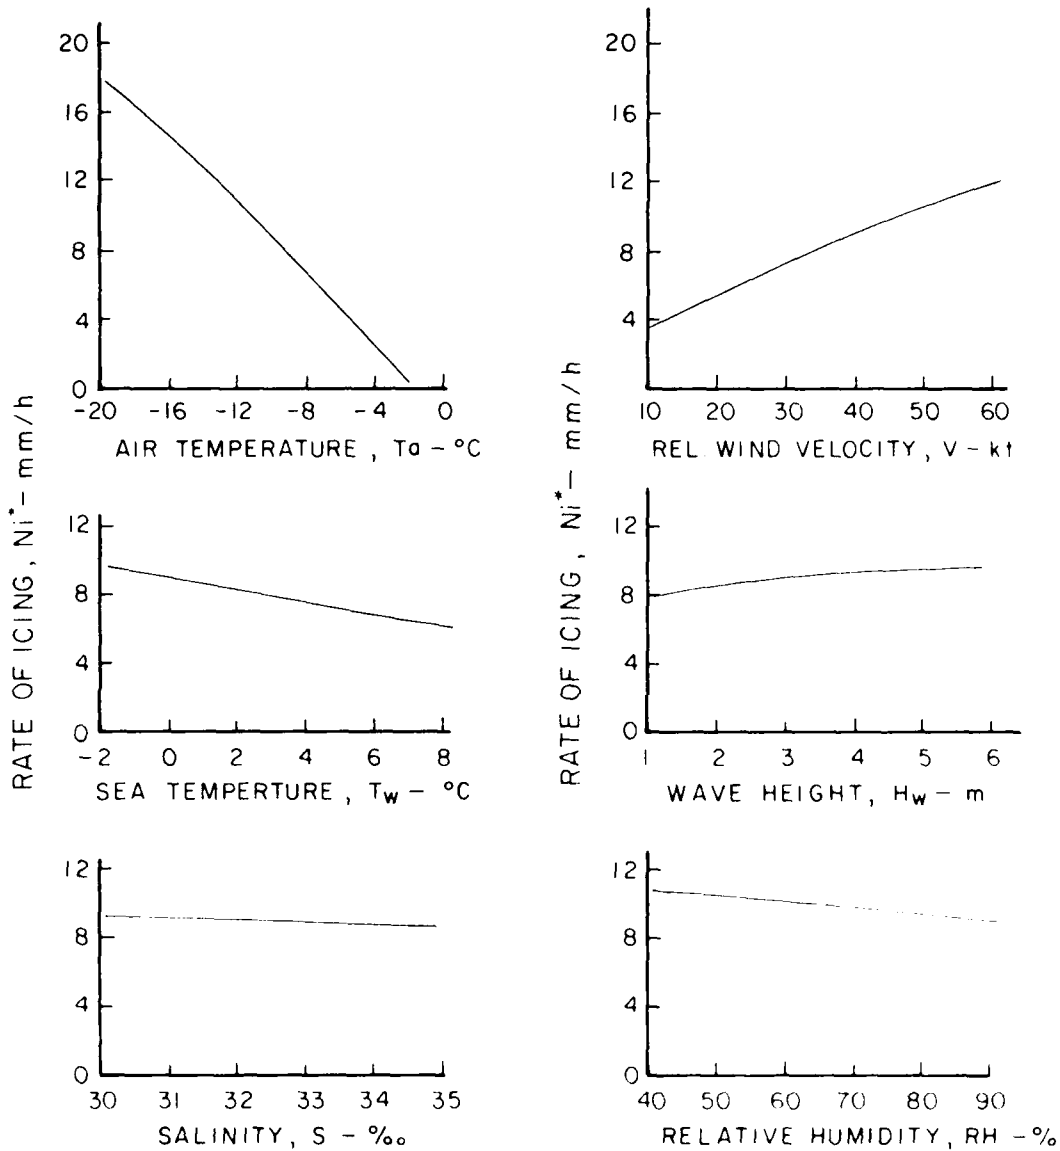 20
16
12
8
4
0
-20 -16 -12 -8 -4 0
AIR TEMPERATURE, Ta - °C
20
16
12
8
4
10 20 30 40 50 60
REL. WIND VELOCITY, V - kt
RATE OF ICING, Ni* - mm/h
12
8
4
0
-2 0 2 4 6 8
SEA TEMPERTURE, Tw - °C
RATE OF ICING, Ni* - mm/h
12
8
4
0
1 2 3 4 5 6
WAVE HEIGHT, Hw - m
12
8
4
0
30 31 32 33 34 35
SALINITY, S - ‰
12
8
4
0
40 50 60 70 80 90
RELATIVE HUMIDITY, RH - %